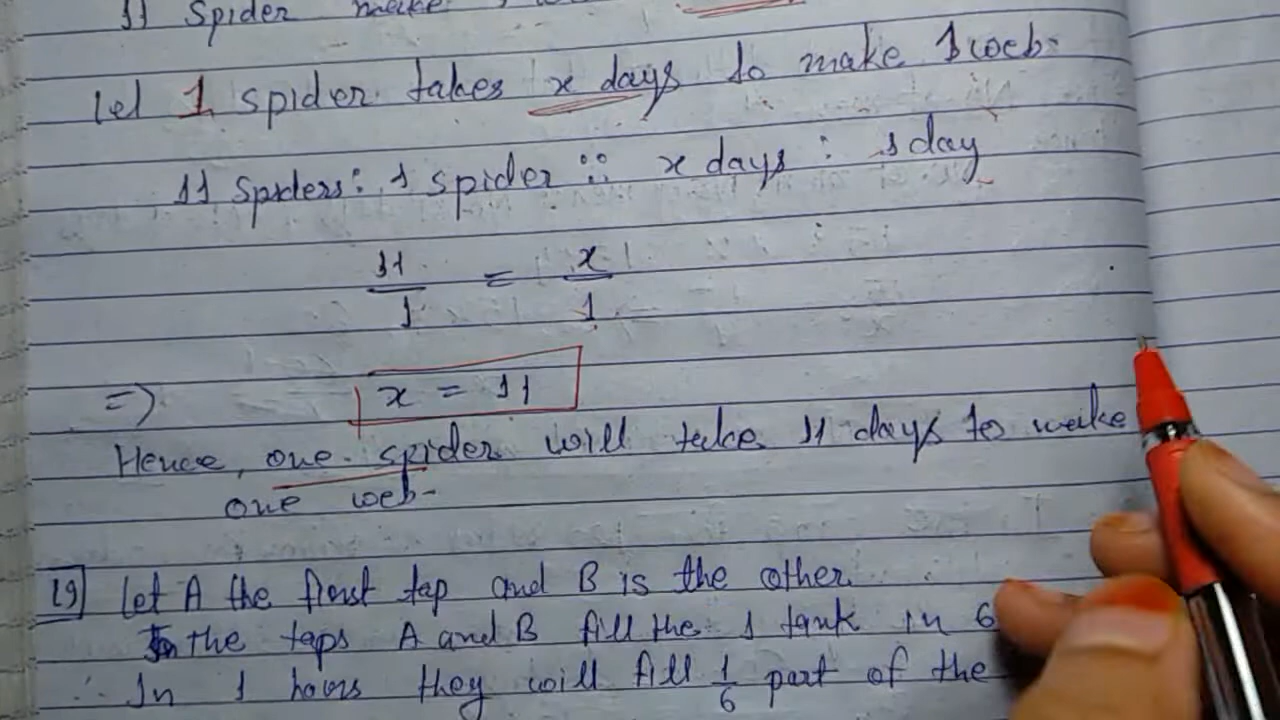 11 Spider make
Let 1 spider takes x days to make 1 web.
11 Spiders : 1 spider :: x days : 1 day
11/1 = x/1
=> x = 11
Hence, one spider will take 11 days to make
one web-
19] Let A the first tap and B is the other.
the taps A and B fill the 1 tank in 6
∴ In 1 hours they will fill 1/6 part of the